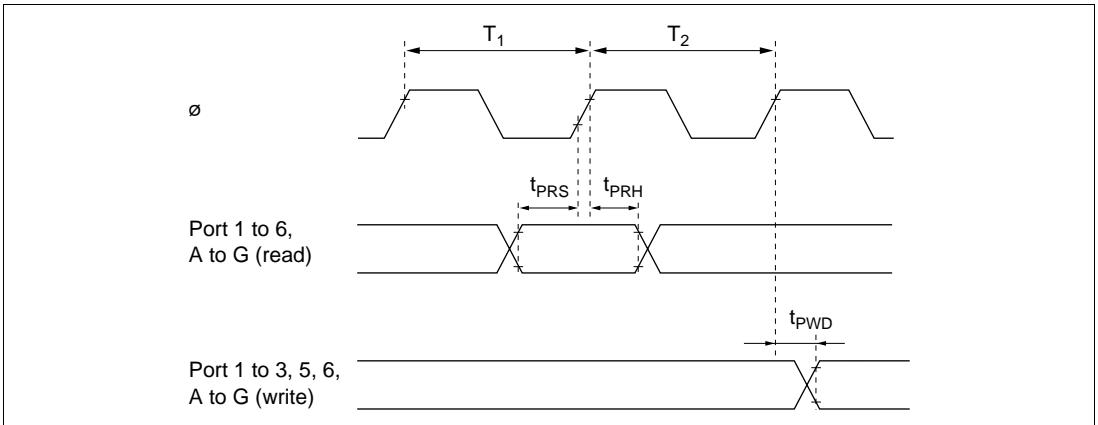 T1 T2
ø
tPRS tPRH
Port 1 to 6,
A to G (read)
tPWD
Port 1 to 3, 5, 6,
A to G (write)